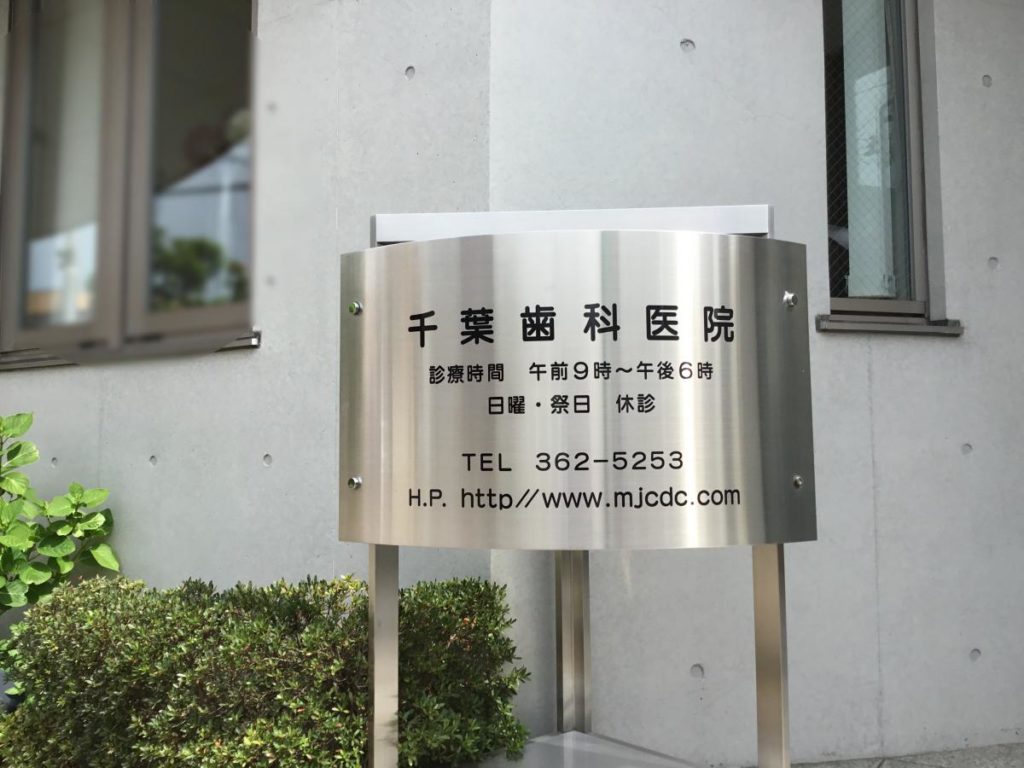 千葉歯科医院
診療時間　午前9時〜午後6時
日曜・祭日　休診
TEL 362-5253
H.P. http//www.mjcdc.com